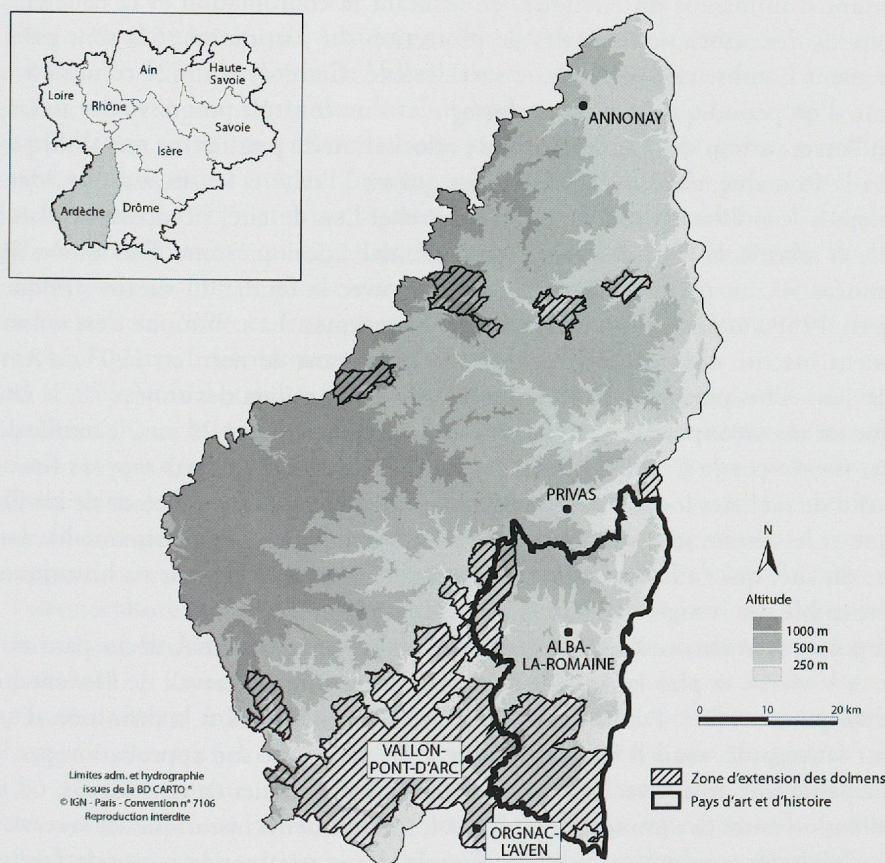 Ain
Haute-
Savoie
Loire
Rhône
Savoie
Isère
Ardèche
Drôme
ANNONAY
PRIVAS
N
Altitude
1000 m
500 m
250 m
ALBA-
LA-ROMAINE
0 10 20 km
VALLON-
PONT-D'ARC
Limites adm. et hydrographie
issues de la BD CARTO ®
© IGN - Paris - Convention n° 7106
Reproduction interdite
Zone d'extension des dolmens
Pays d'art et d'histoire
ORGNAC-
L'AVEN